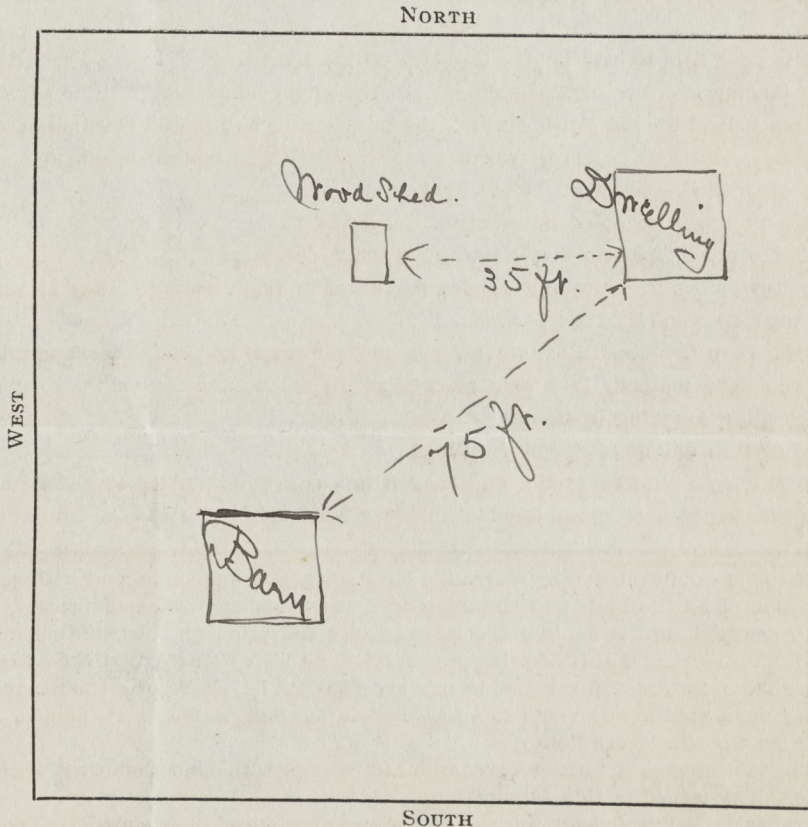 NORTH
Wood Shed.
Dwelling
35 ft.
75 ft.
WEST
Barn
SOUTH